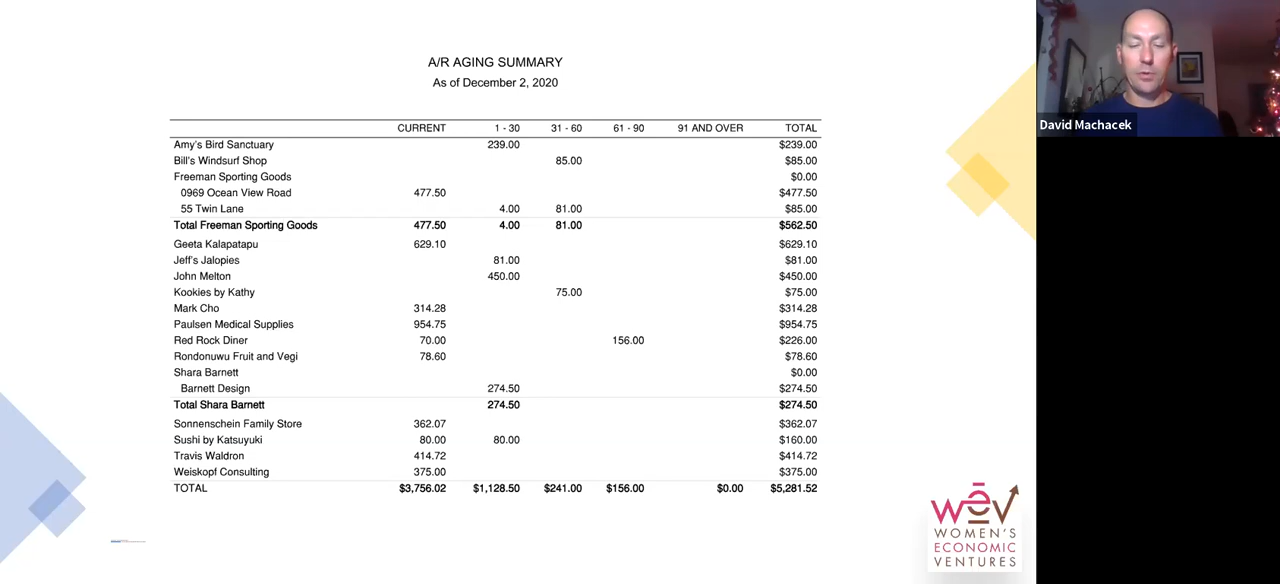 A/R AGING SUMMARY
As of December 2, 2020
CURRENT 1 - 30 31 - 60 61 - 90 91 AND OVER TOTAL
Amy's Bird Sanctuary 239.00 $239.00
Bill's Windsurf Shop 85.00 $85.00
Freeman Sporting Goods $0.00
0969 Ocean View Road 477.50 $477.50
55 Twin Lane 4.00 81.00 $85.00
Total Freeman Sporting Goods 477.50 4.00 81.00 $562.50
Geeta Kalapatapu 629.10 $629.10
Jeff's Jalopies 81.00 $81.00
John Melton 450.00 $450.00
Kookies by Kathy 75.00 $75.00
Mark Cho 314.28 $314.28
Paulsen Medical Supplies 954.75 $954.75
Red Rock Diner 70.00 156.00 $226.00
Rondonuwu Fruit and Vegi 78.60 $78.60
Shara Barnett $0.00
Barnett Design 274.50 $274.50
Total Shara Barnett 274.50 $274.50
Sonnenschein Family Store 362.07 $362.07
Sushi by Katsuyuki 80.00 80.00 $160.00
Travis Waldron 414.72 $414.72
Weiskopf Consulting 375.00 $375.00
TOTAL $3,756.02 $1,128.50 $241.00 $156.00 $0.00 $5,281.52
David Machacek
wev
WOMEN'S
ECONOMIC
VENTURES